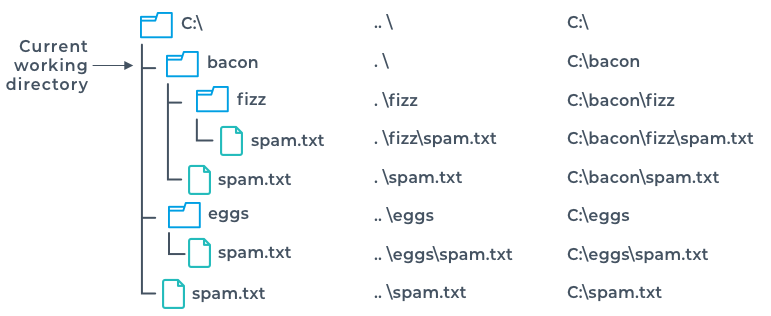 C:\ .. \ C:\
Current
working
directory
bacon . \ C:\bacon
fizz . \fizz C:\bacon\fizz
spam.txt . \fizz\spam.txt C:\bacon\fizz\spam.txt
spam.txt . \spam.txt C:\bacon\spam.txt
eggs .. \eggs C:\eggs
spam.txt .. \eggs\spam.txt C:\eggs\spam.txt
spam.txt .. \spam.txt C:\spam.txt